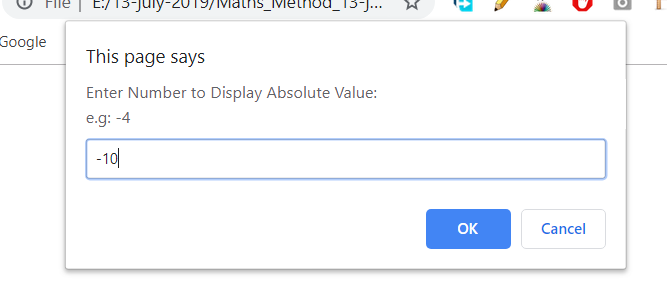 File | E:/13-july-2019/Maths_Method_13-j...
Google
This page says
Enter Number to Display Absolute Value:
e.g: -4
-10
OK Cancel